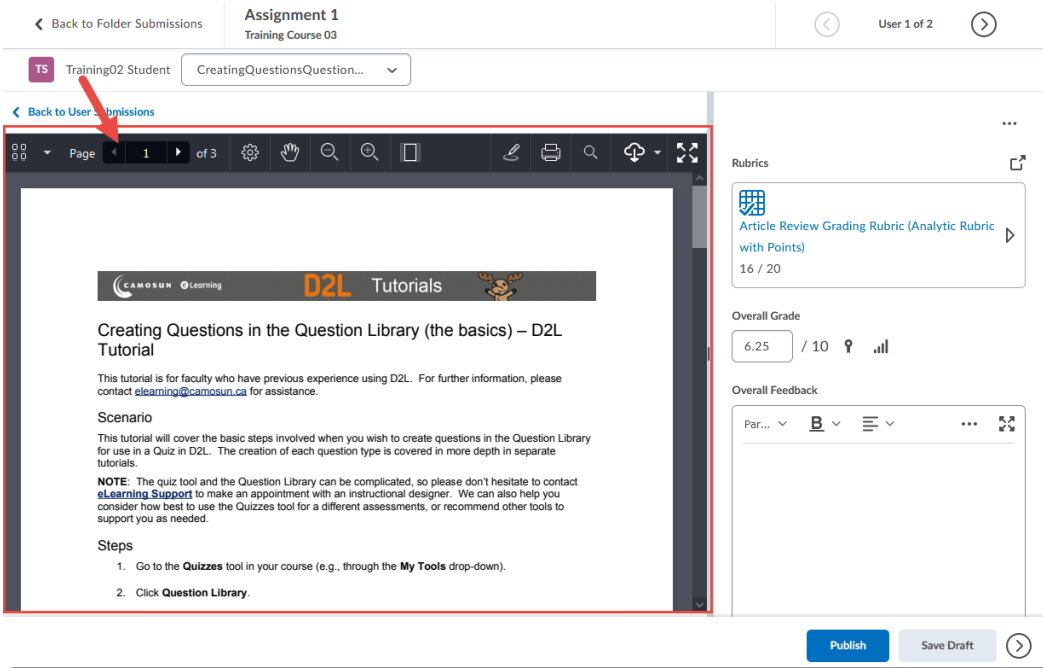 Back to Folder Submissions
Assignment 1
Training Course 03
User 1 of 2
TS
Training02 Student
CreatingQuestionsQuestion...
Back to User Submissions
Page 1 of 3
CAMOSUN eLearning D2L Tutorials
Creating Questions in the Question Library (the basics) – D2L
Tutorial
This tutorial is for faculty who have previous experience using D2L. For further information, please
contact elearning@camosun.ca for assistance.
Scenario
This tutorial will cover the basic steps involved when you wish to create questions in the Question Library
for use in a Quiz in D2L. The creation of each question type is covered in more depth in separate
tutorials.
NOTE: The quiz tool and the Question Library can be complicated, so please don't hesitate to contact
eLearning Support to make an appointment with an instructional designer. We can also help you
consider how best to use the Quizzes tool for a different assessments, or recommend other tools to
support you as needed.
Steps
1. Go to the Quizzes tool in your course (e.g., through the My Tools drop-down).
2. Click Question Library.
Rubrics
Article Review Grading Rubric (Analytic Rubric
with Points)
16 / 20
Overall Grade
6.25 / 10
Overall Feedback
Par... B
Publish
Save Draft